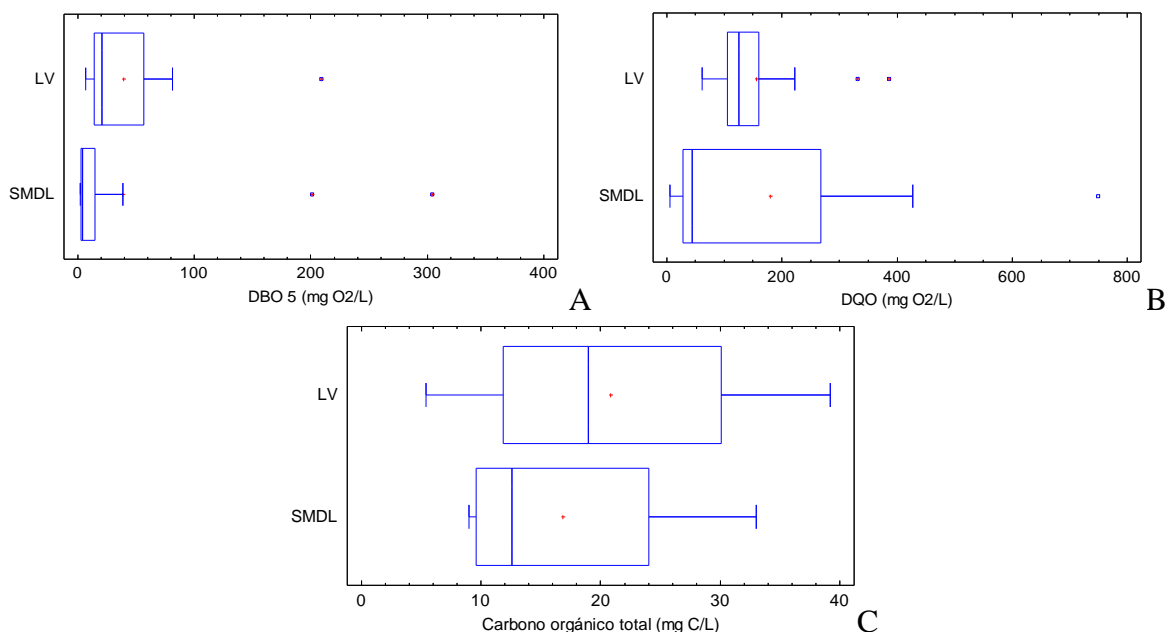 LV
SMDL
0 100 200 300 400
DBO 5 (mg O2/L)
A
LV
SMDL
0 200 400 600 800
DQO (mg O2/L)
B
LV
SMDL
0 10 20 30 40
Carbono orgánico total (mg C/L)
C